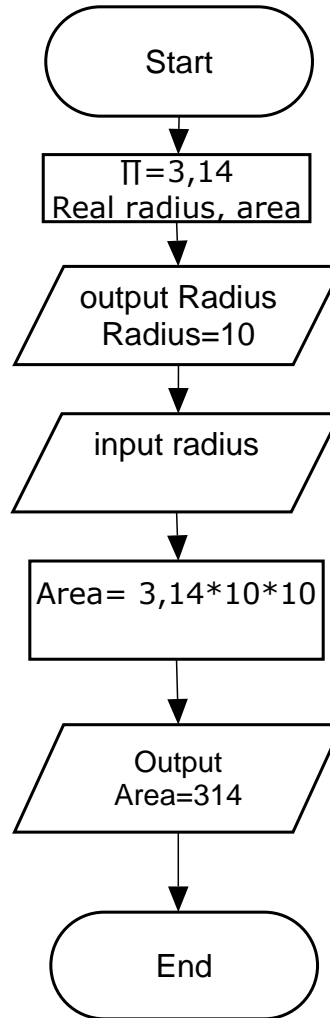 Start
∏=3,14
Real radius, area
output Radius
Radius=10
input radius
Area= 3,14*10*10
Output
Area=314
End